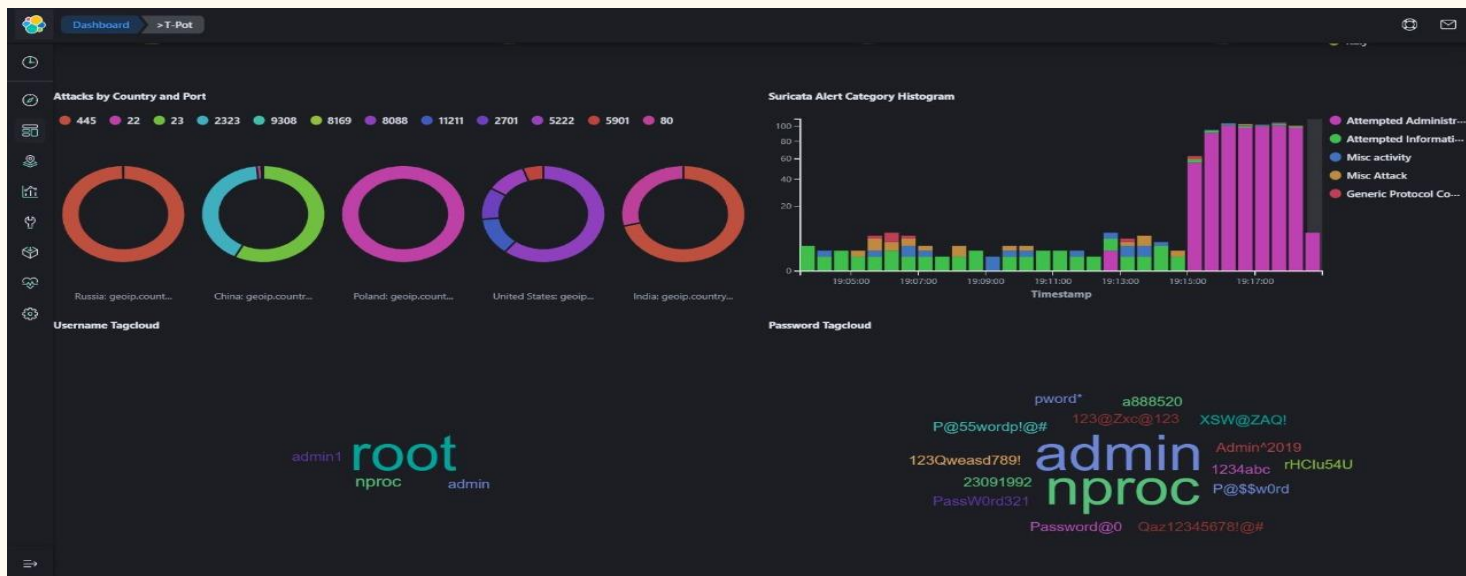 Dashboard >T-Pot
Attacks by Country and Port
445 22 23 2323 9308 8169 8088 11211 2701 5222 5901 80
Russia: geoip.count...
China: geoip.countr...
Poland: geoip.count...
United States: geoip...
India: geoip.country...
Suricata Alert Category Histogram
100
80
60
40
20
0
19:05:00 19:07:00 19:09:00 19:11:00 19:13:00 19:15:00 19:17:00
Timestamp
Attempted Administr...
Attempted Informati...
Misc activity
Misc Attack
Generic Protocol Co...
Username Tagcloud
admin1 root
nproc admin
Password Tagcloud
pword* a888520
P@55wordp!@# 123@Zxc@123 XSW@ZAQ!
123Qweasd789! admin Admin^2019
1234abc rHCIu54U
23091992 nproc P@$$w0rd
PassW0rd321
Password@0 Qaz12345678!@#